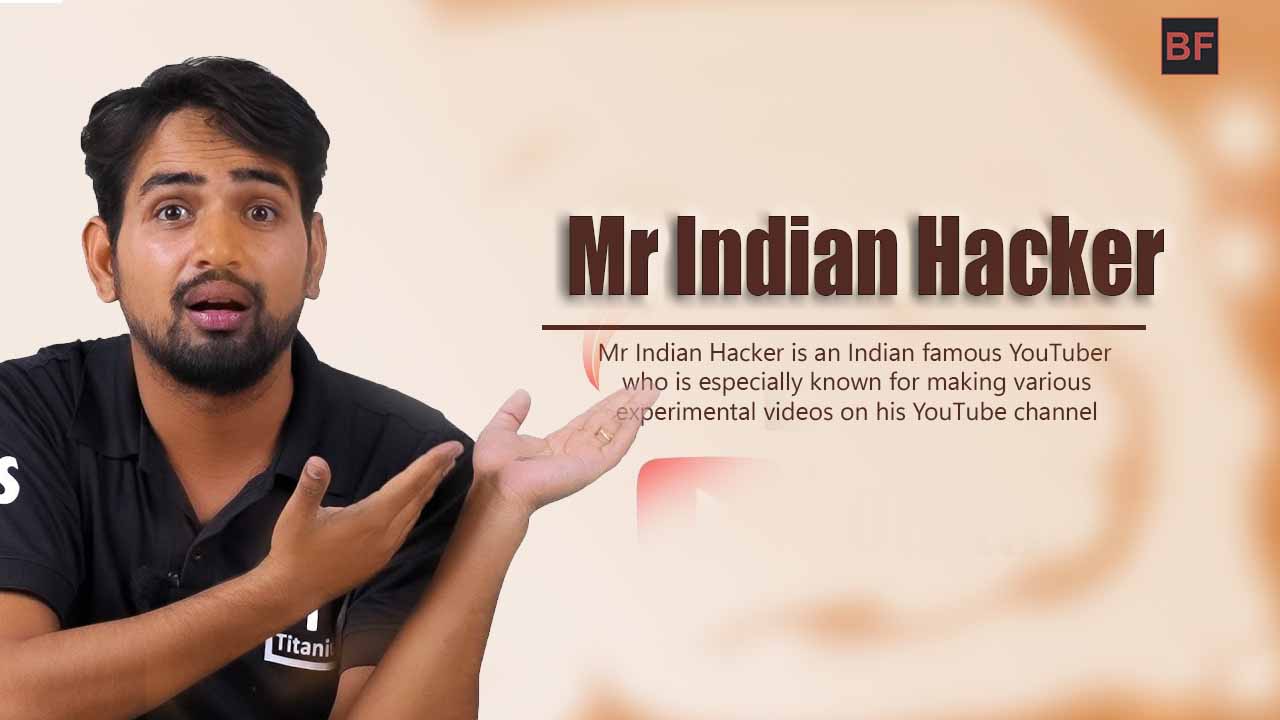 BF
Mr Indian Hacker
Mr Indian Hacker is an Indian famous YouTuber
who is especially known for making various
experimental videos on his YouTube channel
S
Titani